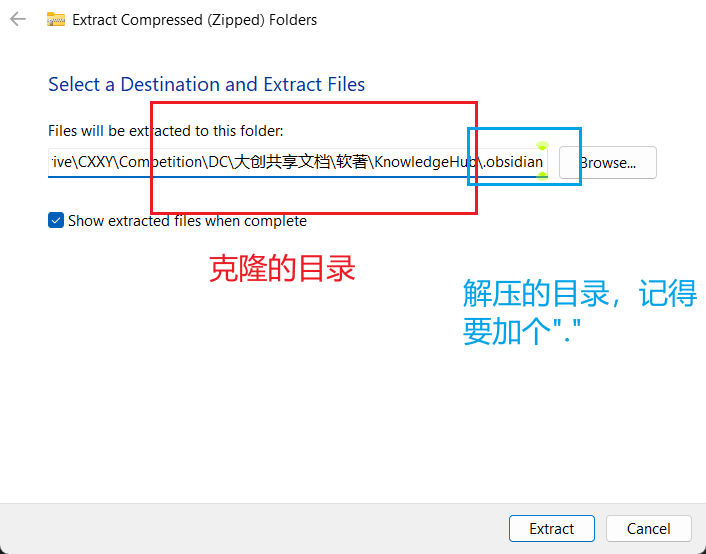 Extract Compressed (Zipped) Folders
Select a Destination and Extract Files
Files will be extracted to this folder:
rive\CXXY\Competition\DC\大创共享文档\软著\KnowledgeHub\.obsidian
Browse...
Show extracted files when complete
克隆的目录
解压的目录，记得
要加个"."
Extract
Cancel